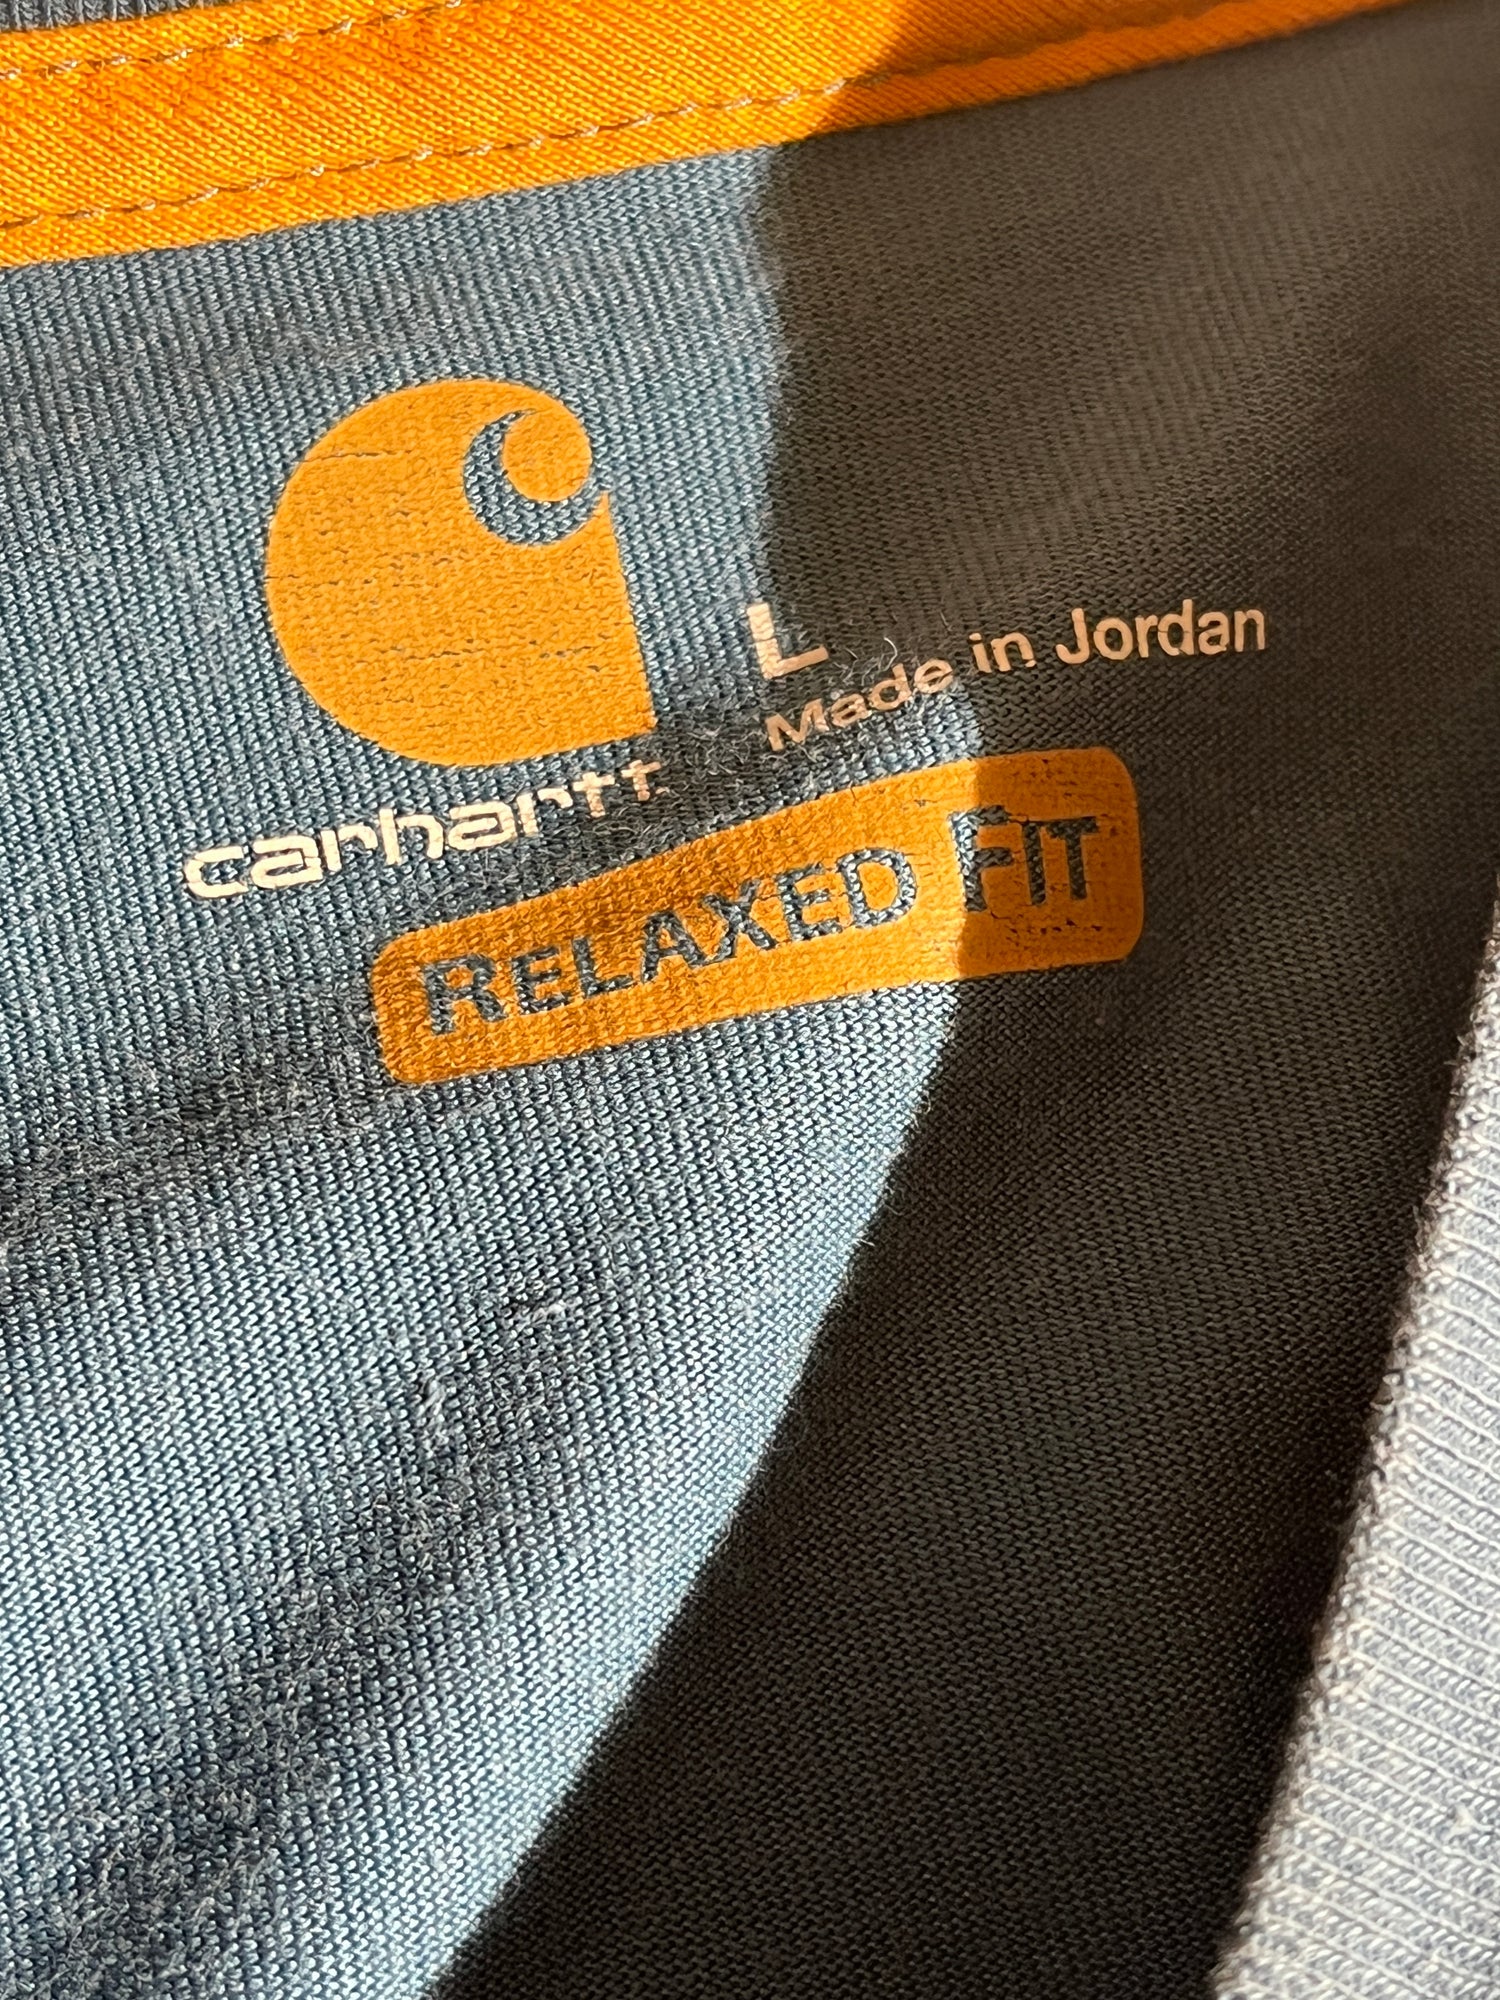 carhartt.
L
Made in Jordan
RELAXED FIT